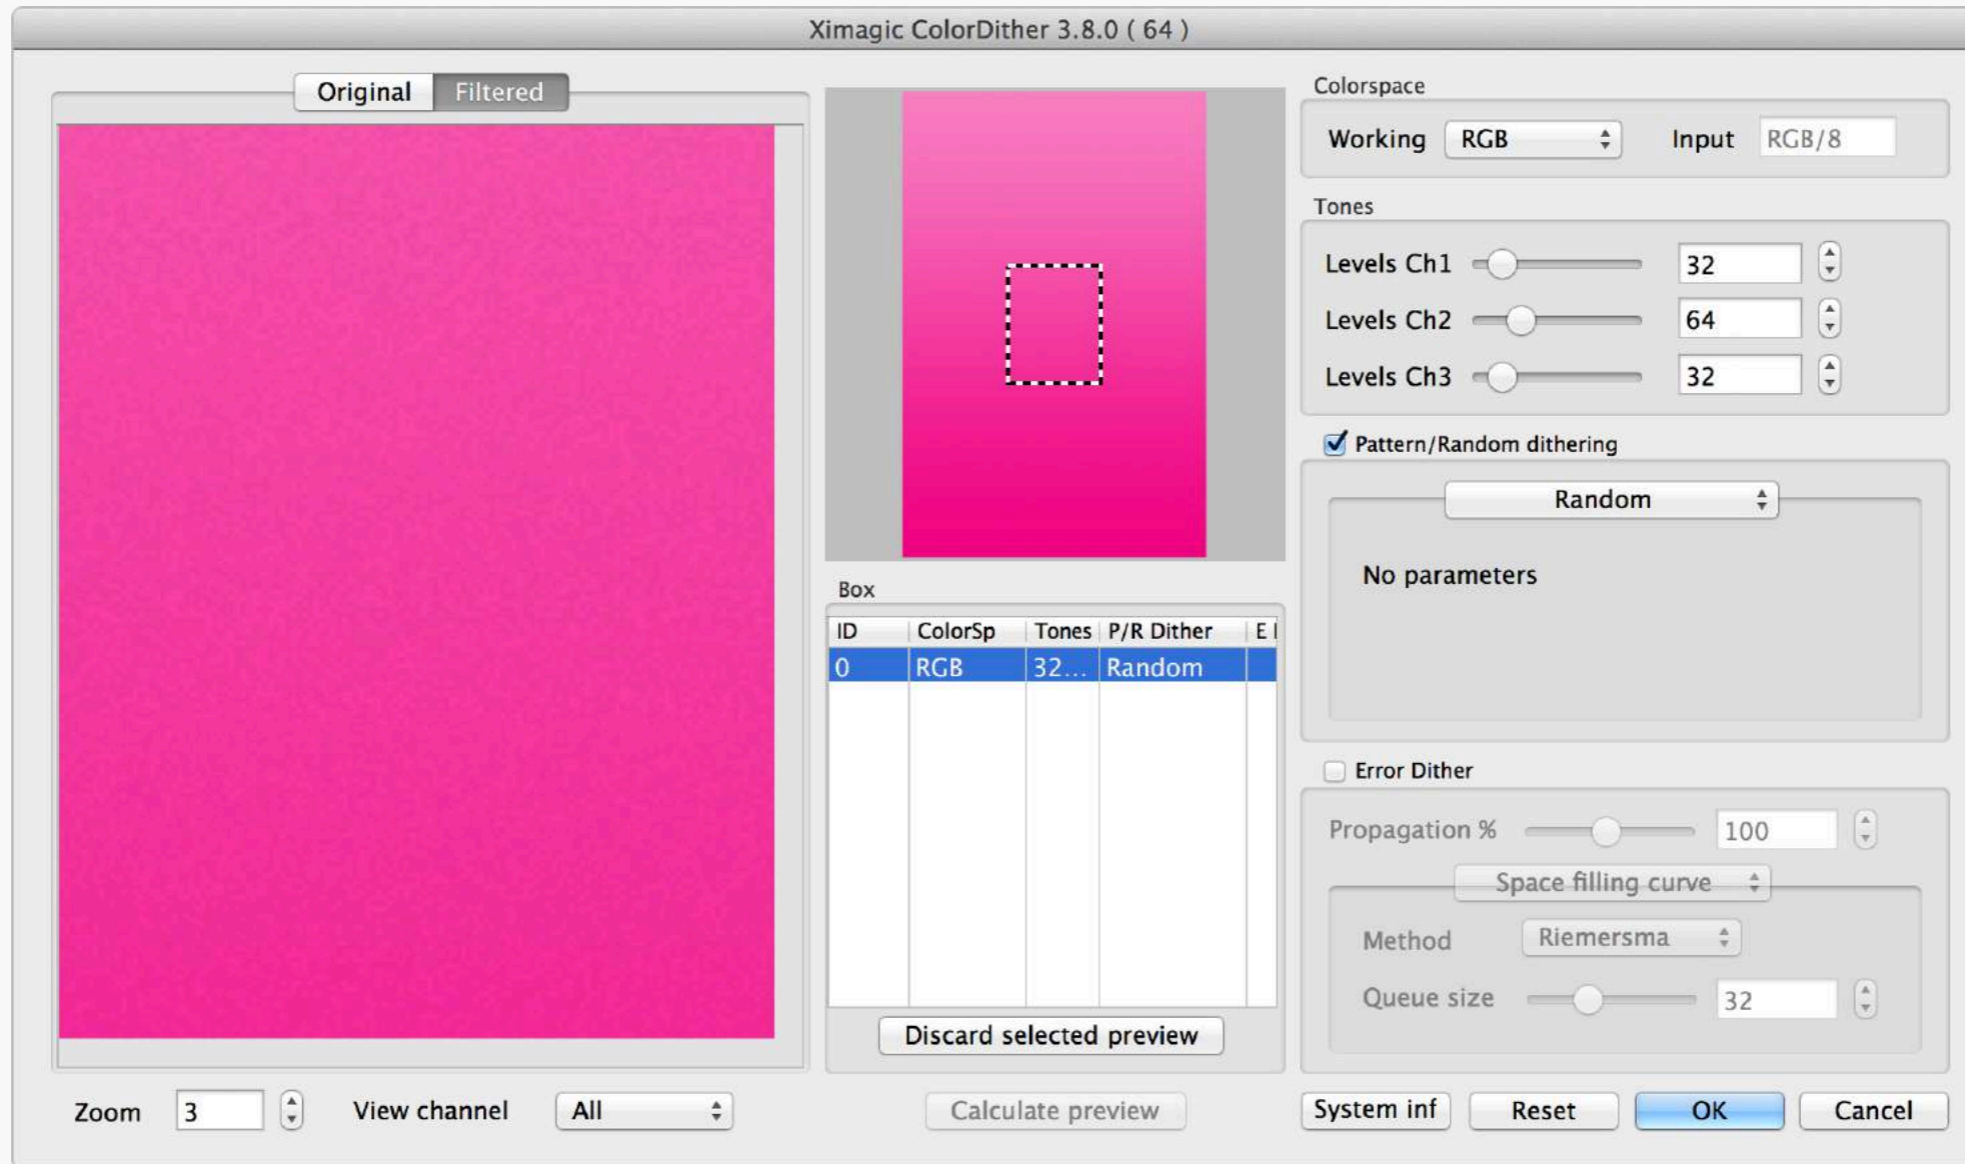 Ximagic ColorDither 3.8.0 ( 64 )
Original Filtered
Box
ID ColorSp Tones P/R Dither E
0 RGB 32... Random
Discard selected preview
Colorspace
Working RGB Input RGB/8
Tones
Levels Ch1 32
Levels Ch2 64
Levels Ch3 32
Pattern/Random dithering
Random
No parameters
Error Dither
Propagation % 100
Space filling curve
Method Riemersma
Queue size 32
Zoom 3 View channel All Calculate preview System inf Reset OK Cancel